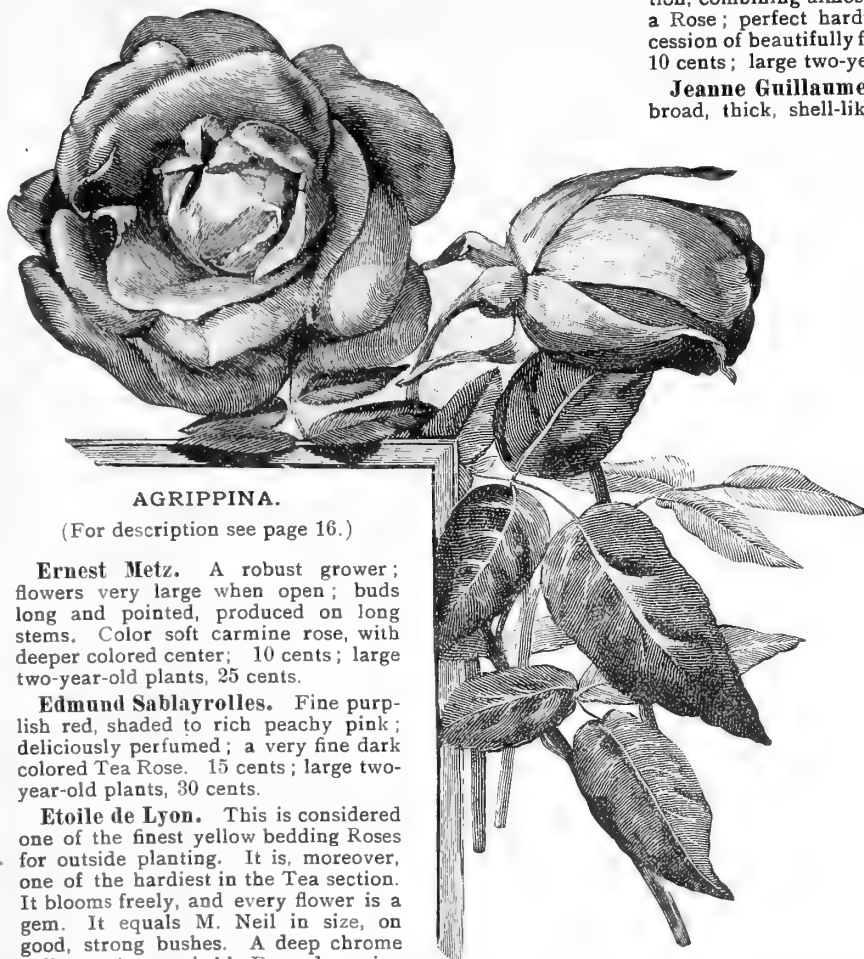 a Rose; perfect hard
cession of beautifully f
10 cents; large two-ye
Jeanne Guillaume
broad, thick, shell-lik
AGRIPPINA.
(For description see page 16.)
Ernest Metz. A robust grower;
flowers very large when open; buds
long and pointed, produced on long
stems. Color soft carmine rose, with
deeper colored center; 10 cents; large
two-year-old plants, 25 cents.
Edmund Sablayrolles. Fine purp-
lish red, shaded to rich peachy pink;
deliciously perfumed; a very fine dark
colored Tea Rose. 15 cents; large two-
year-old plants, 30 cents.
Etoile de Lyon. This is considered
one of the finest yellow bedding Roses
for outside planting. It is, moreover,
one of the hardiest in the Tea section.
It blooms freely, and every flower is a
gem. It equals M. Neil in size, on
good, strong bushes. A deep chrome